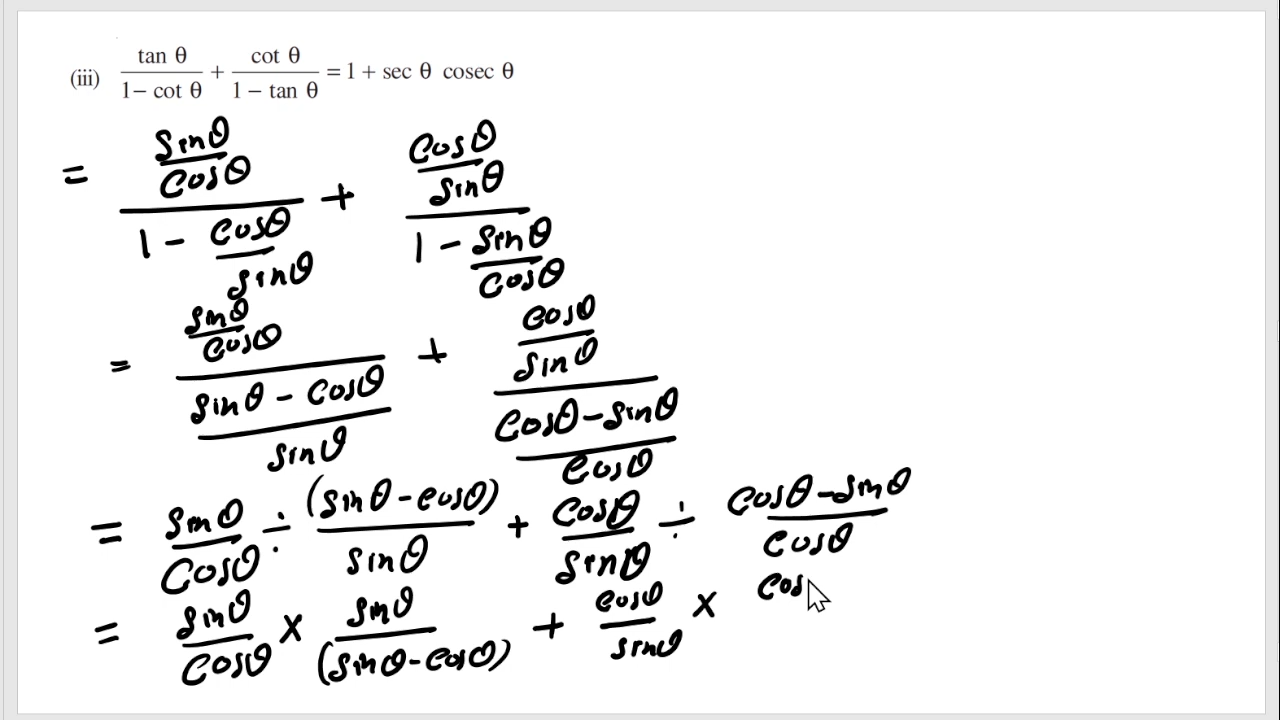 (iii) tan θ / 1− cot θ + cot θ / 1 − tan θ = 1 + sec θ cosec θ
= (sinθ / cosθ) / (1 - cosθ / sinθ) + (cosθ / sinθ) / (1 - sinθ / cosθ)
= (sinθ / cosθ) / ((sinθ - cosθ) / sinθ) + (cosθ / sinθ) / ((cosθ - sinθ) / cosθ)
= sinθ / cosθ ÷ (sinθ - cosθ) / sinθ + cosθ / sinθ ÷ cosθ - sinθ / cosθ
= sinθ / cosθ × sinθ / (sinθ - cosθ) + cosθ / sinθ × cos